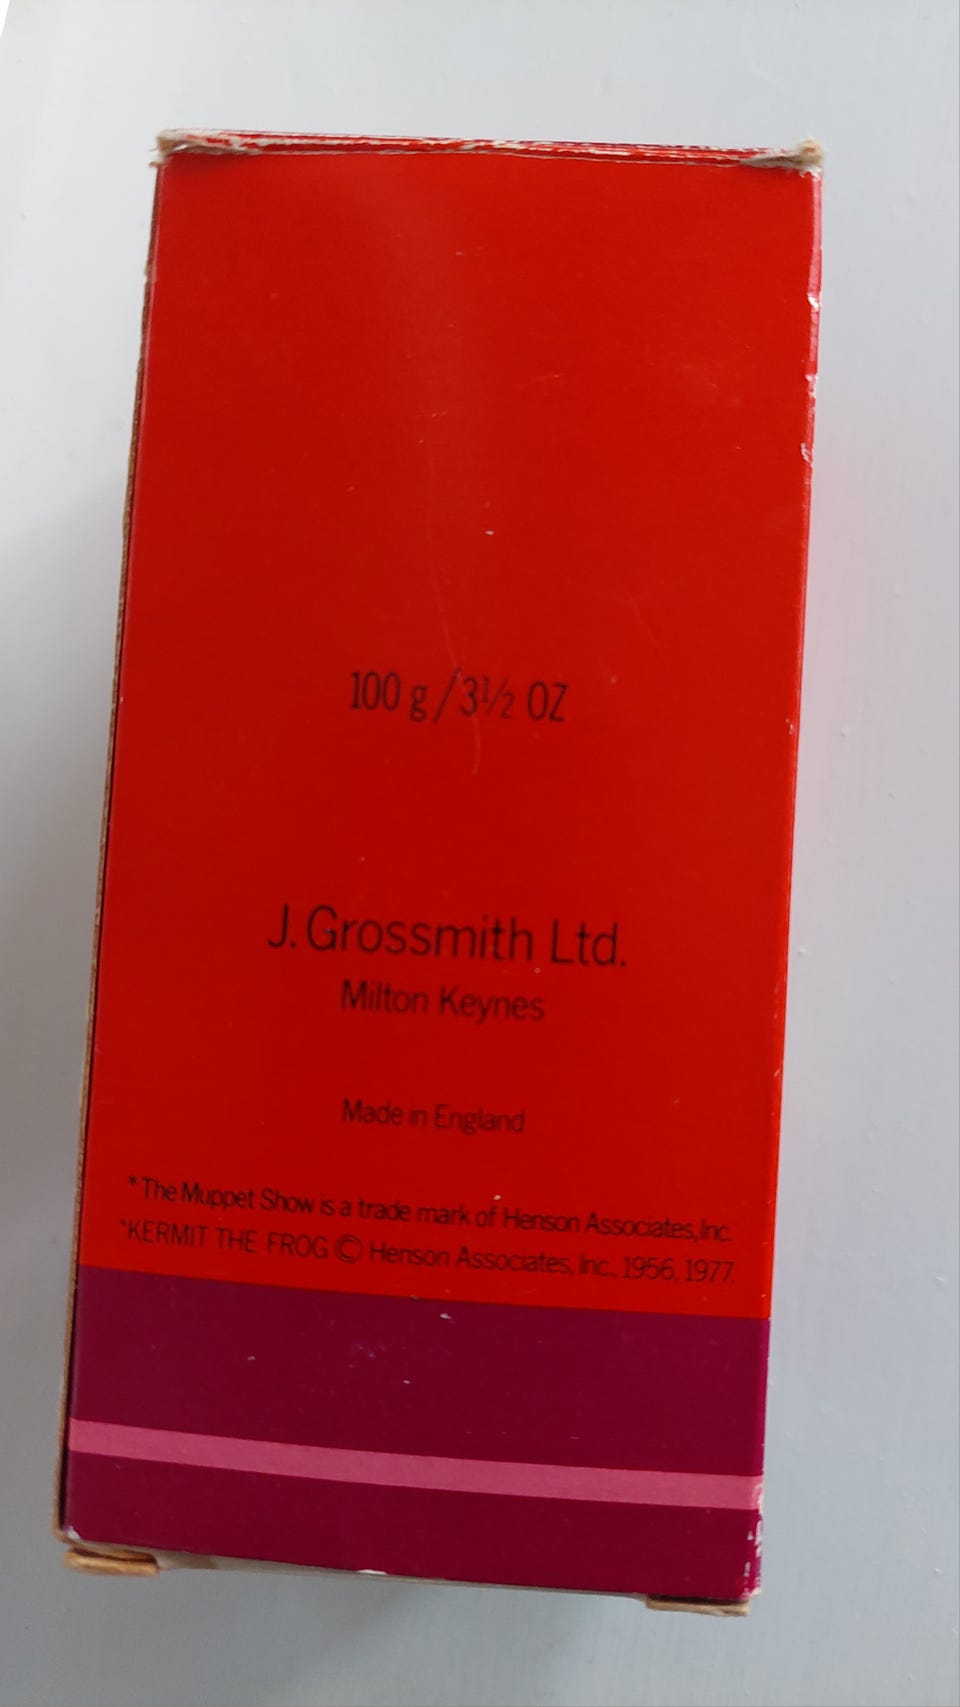 100 g / 3½ OZ
J. Grossmith Ltd.
Milton Keynes
Made in England
*The Muppet Show is a trade mark of Henson Associates, Inc.
*KERMIT THE FROG © Henson Associates, Inc., 1956, 1977.